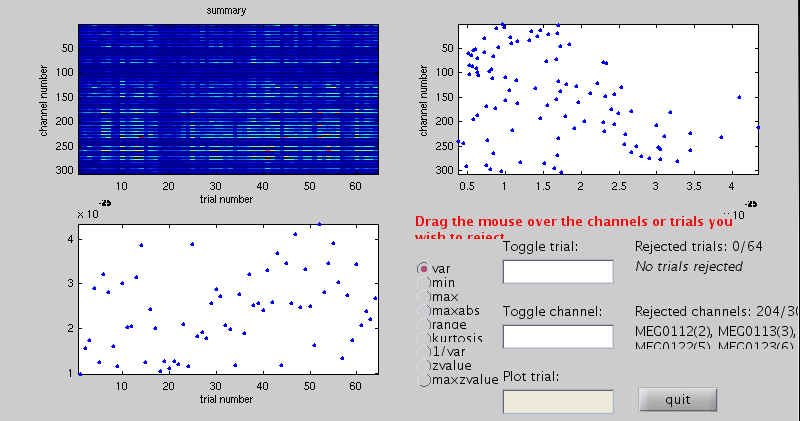 summary
50
100
150
200
250
300
channel number
10 20 30 40 50 60
trial number
50
100
150
200
250
300
channel number
0.5 1 1.5 2 2.5 3 3.5 4
x 10 -25
4
3
2
1
10 20 30 40 50 60
trial number
Drag the mouse over the channels or trials you
wish to reject
var
min
max
maxabs
range
kurtosis
1/var
zvalue
maxzvalue
Toggle trial:
Toggle channel:
Plot trial:
Rejected trials: 0/64
No trials rejected
Rejected channels: 204/30
MEG0112(2), MEG0113(3),
MEG0122(5), MEG0123(6),
quit